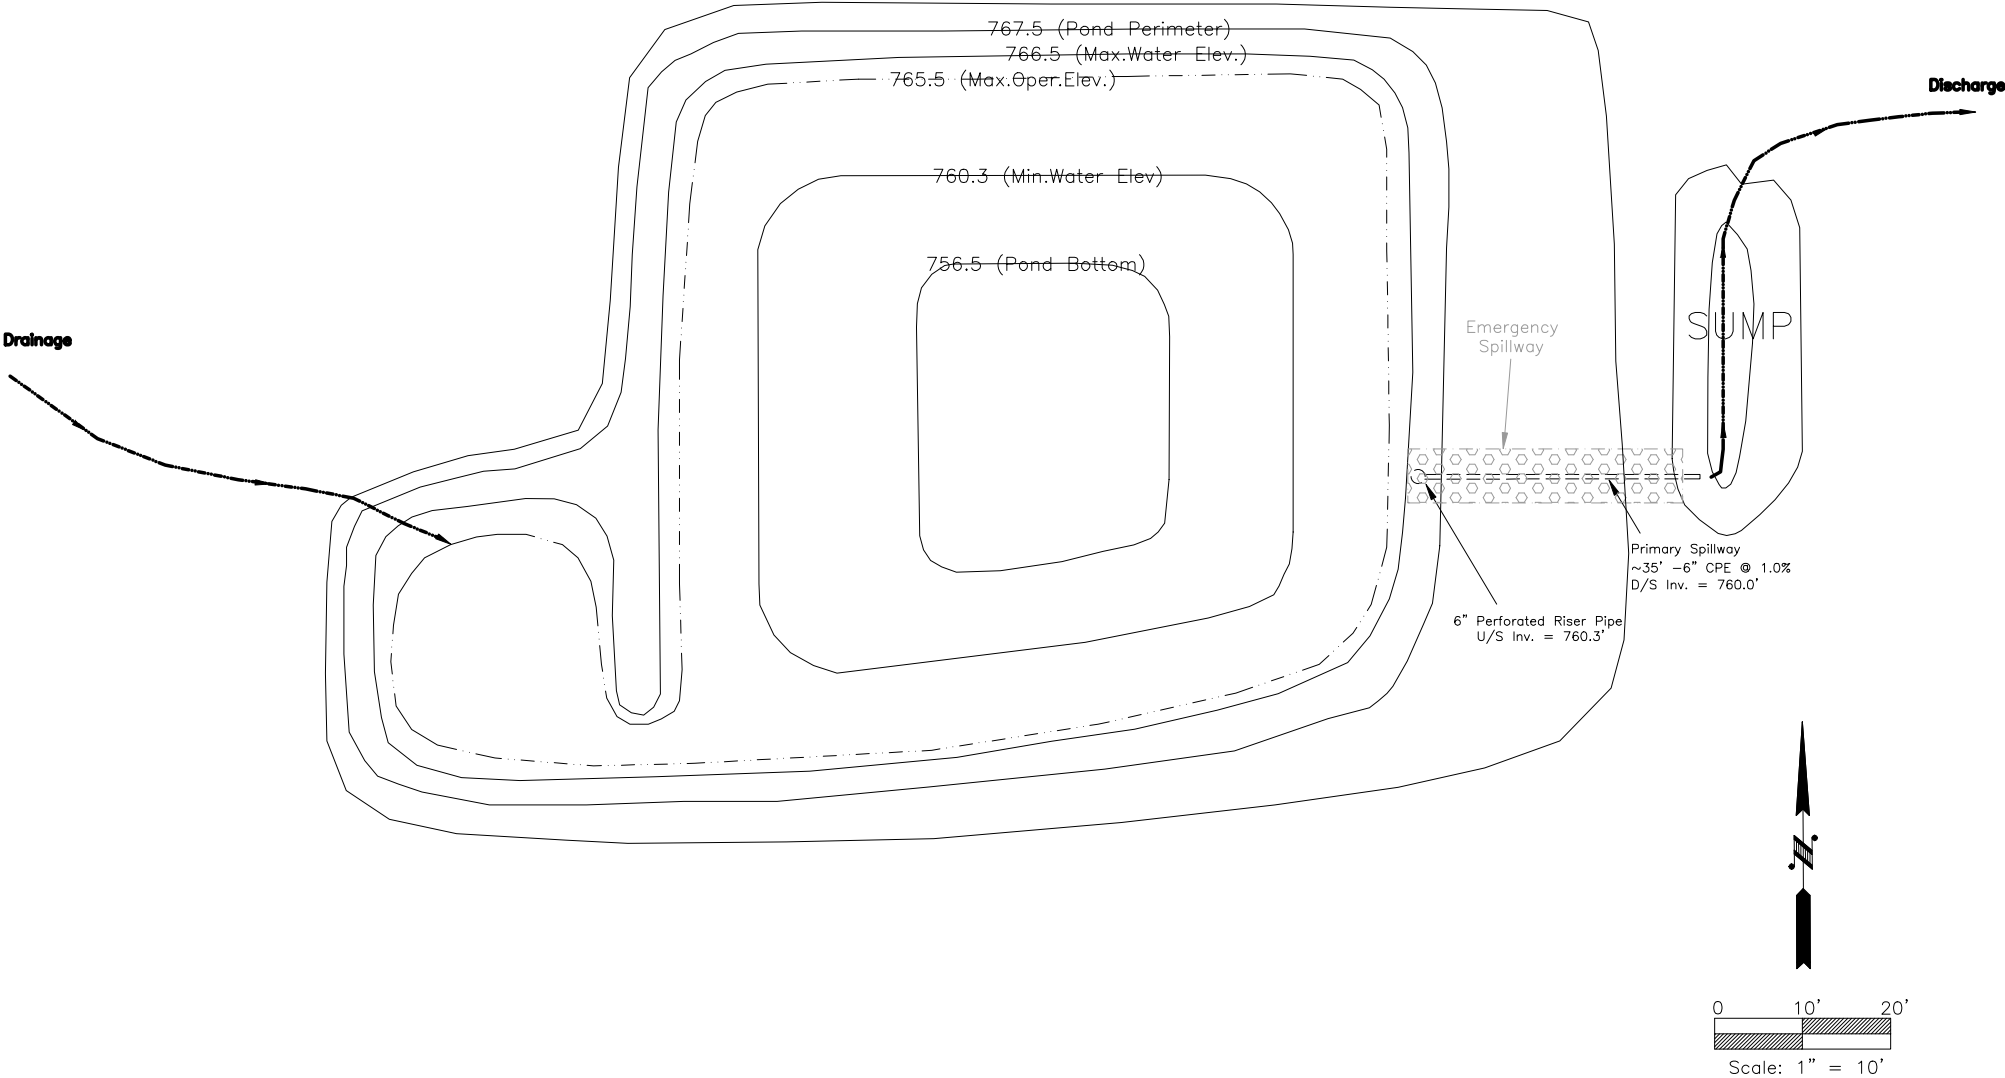 767.5 (Pond Perimeter)
766.5 (Max.Water Elev.)
765.5 (Max.Oper.Elev.)
Discharge
760.3 (Min.Water Elev)
756.5 (Pond Bottom)
Drainage
Emergency
Spillway
SUMP
Primary Spillway
~35' -6" CPE @ 1.0%
D/S Inv. = 760.0'
6" Perforated Riser Pipe
U/S Inv. = 760.3'
N
0 10' 20'
Scale: 1" = 10'